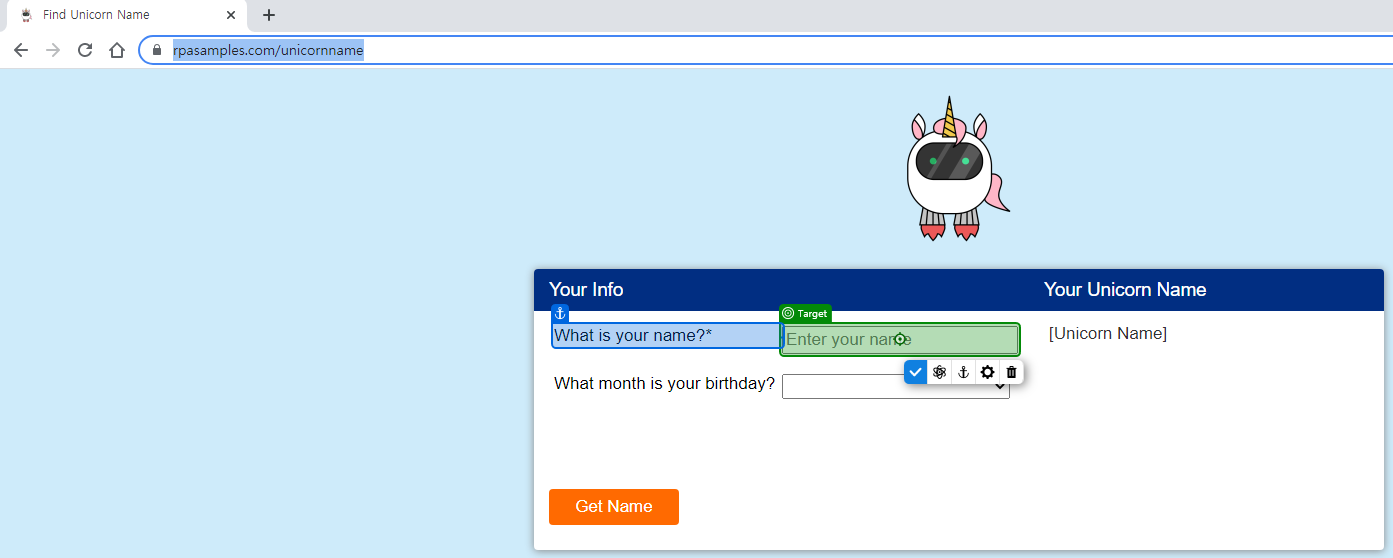 Find Unicorn Name
rpasamples.com/unicornname
Your Info
Your Unicorn Name
Target
What is your name?*
Enter your name
[Unicorn Name]
What month is your birthday?
Get Name